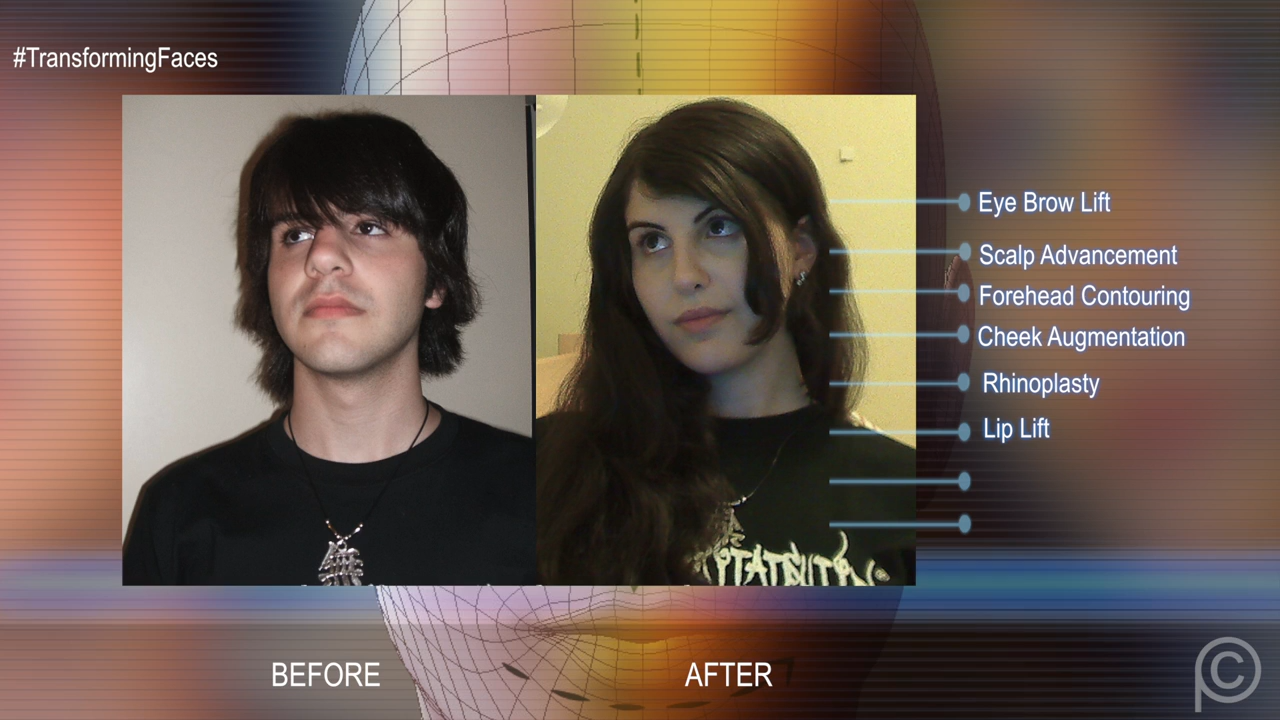 #TransformingFaces
Eye Brow Lift
Scalp Advancement
Forehead Contouring
Cheek Augmentation
Rhinoplasty
Lip Lift
BEFORE
AFTER